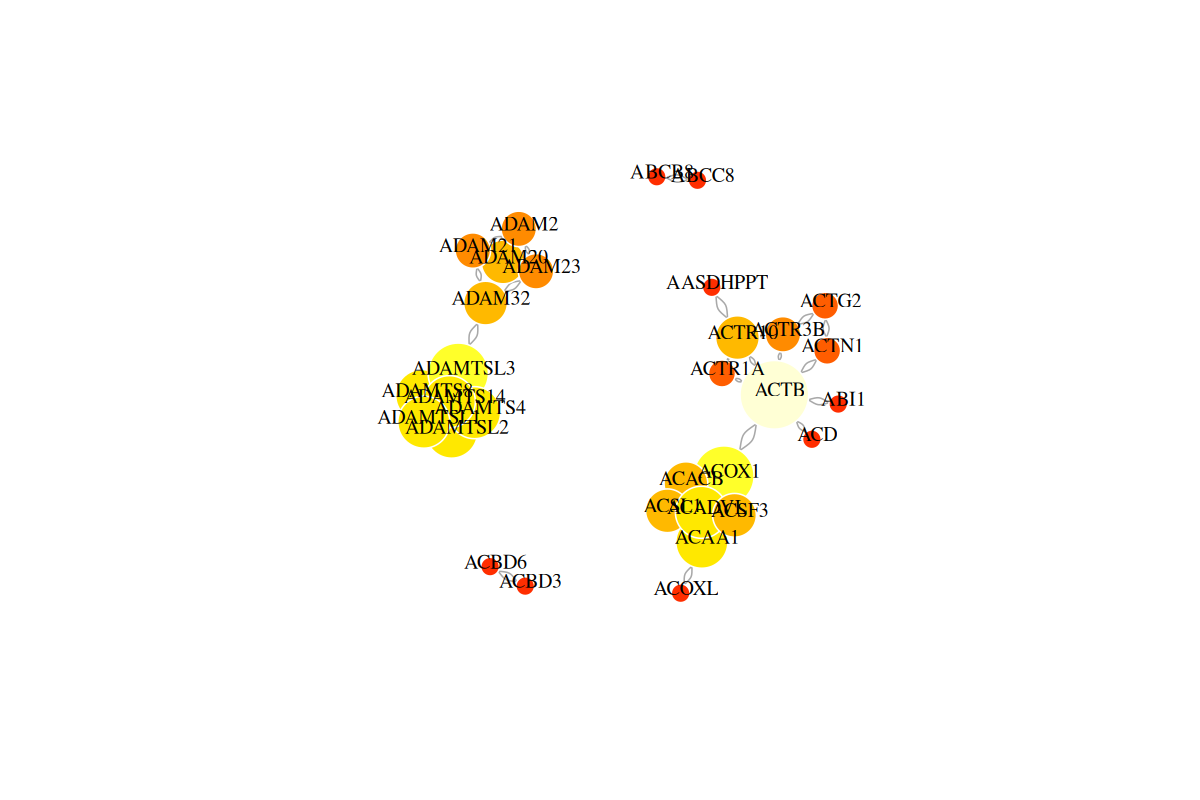 ABCB8
ABCC8
ADAM2
ADAM21
ADAM20
ADAM23
AASDHPPT
ADAM32
ACTG2
ACTR10
ACTR3B
ACTN1
ADAMTSL3
ACTR1A
ADAMTS8
ACTB
ADAMTS14
ABI1
ADAMTS4
ADAMTSL1
ADAMTSL2
ACD
ACOX1
ACACB
ACSL1
ACADVL
ACSF3
ACAA1
ACBD6
ACBD3
ACOXL